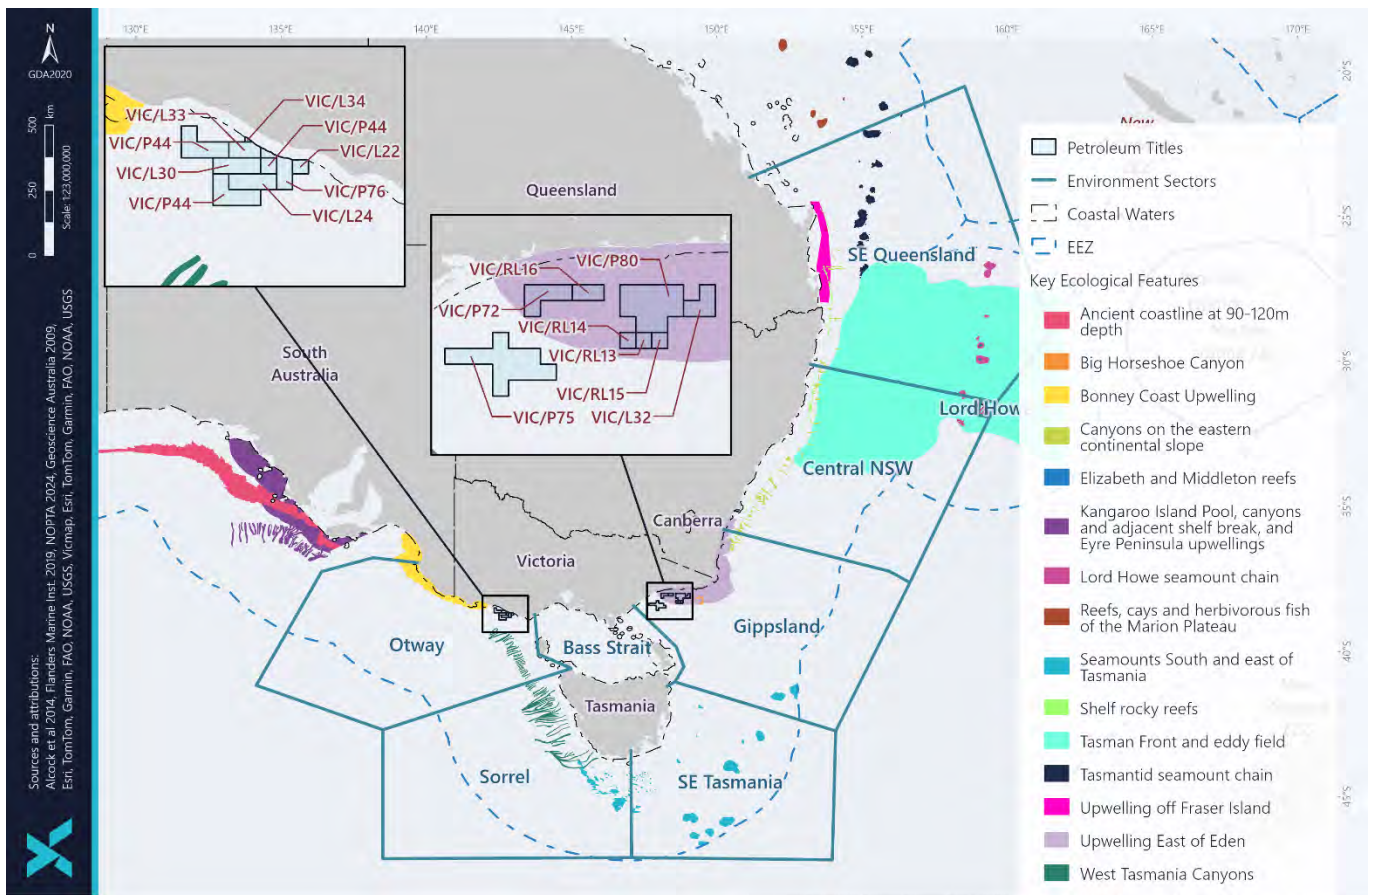 N
GDA2020
500
250
0
km
Scale: 1:23,000,000
Sources and attributions:
Alcock et al 2014, Flanders Marine Inst. 2019, NOPTA 2024, Geoscience Australia 2009,
Esri, TomTom, Garmin, FAO, NOAA, USGS, Vicmap, Esri, TomTom, Garmin, FAO, NOAA, USGS
130°E
135°E
140°E
145°E
150°E
155°E
160°E
165°E
170°E
20°S
25°S
30°S
35°S
40°S
45°S
VIC/L34
VIC/L33
VIC/P44
VIC/P44
VIC/L22
VIC/L30
VIC/P76
VIC/P44
VIC/L24
VIC/RL16
VIC/P80
VIC/P72
VIC/RL14
VIC/RL13
VIC/RL15
VIC/P75
VIC/L32
Queensland
South
Australia
Canberra
Victoria
Tasmania
New
SE Queensland
Lord How
Central NSW
Gippsland
Bass Strait
Otway
Sorrel
SE Tasmania
Petroleum Titles
Environment Sectors
Coastal Waters
EEZ
Key Ecological Features
Ancient coastline at 90-120m
depth
Big Horseshoe Canyon
Bonney Coast Upwelling
Canyons on the eastern
continental slope
Elizabeth and Middleton reefs
Kangaroo Island Pool, canyons
and adjacent shelf break, and
Eyre Peninsula upwellings
Lord Howe seamount chain
Reefs, cays and herbivorous fish
of the Marion Plateau
Seamounts South and east of
Tasmania
Shelf rocky reefs
Tasman Front and eddy field
Tasmantid seamount chain
Upwelling off Fraser Island
Upwelling East of Eden
West Tasmania Canyons